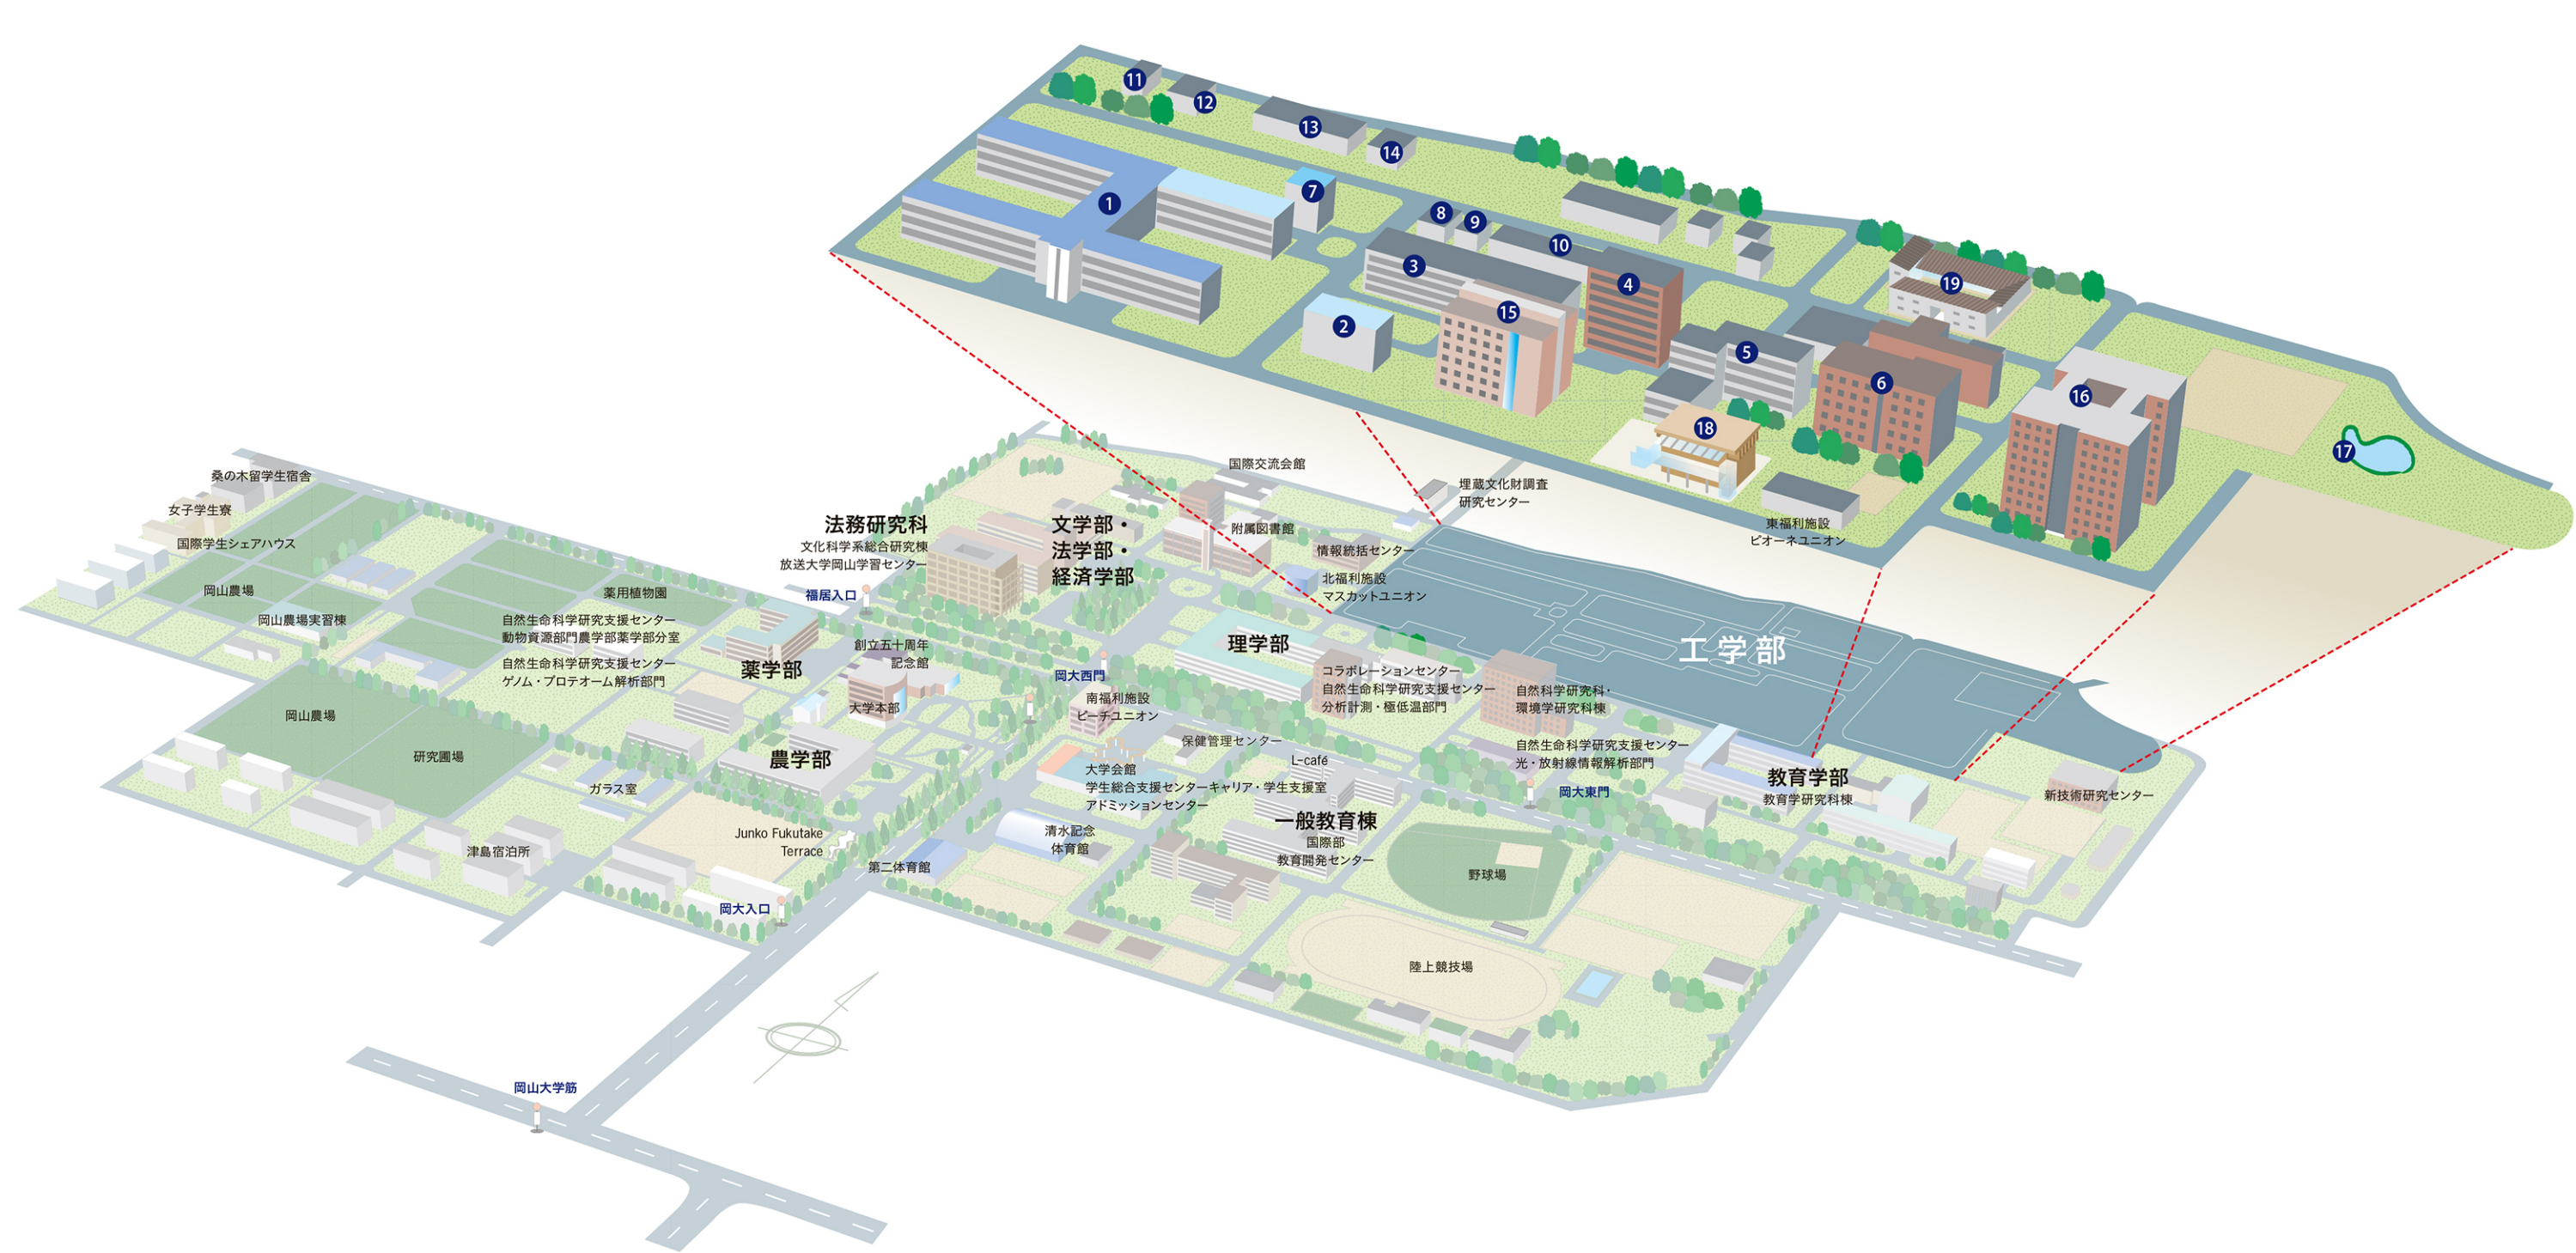 11
12
13
14
1
7
8
9
10
3
4
2
15
5
19
6
16
18
17
東福利施設
ピオーネユニオン
国際交流会館
埋蔵文化財調査
研究センター
桑の木留学生宿舎
女子学生寮
国際学生シェアハウス
岡山農場
岡山農場実習棟
法務研究科
文化科学系総合研究棟
放送大学岡山学習センター
文学部・
法学部・
経済学部
附属図書館
情報統括センター
北福利施設
マスカットユニオン
福居入口
薬用植物園
自然生命科学研究支援センター
動物資源部門農学部薬学部分室
自然生命科学研究支援センター
ゲノム・プロテオーム解析部門
薬学部
創立五十周年
記念館
大学本部
岡大西門
理学部
工学部
コラボレーションセンター
自然生命科学研究支援センター
分析計測・極低温部門
自然科学研究科・
環境学研究科棟
南福利施設
ピーチユニオン
保健管理センター
自然生命科学研究支援センター
光・放射線情報解析部門
岡山農場
研究圃場
農学部
ガラス室
大学会館
学生総合支援センターキャリア・学生支援室
アドミッションセンター
L-café
岡大東門
教育学部
教育学研究科棟
新技術研究センター
一般教育棟
国際部
教育開発センター
清水記念
体育館
Junko Fukutake
Terrace
津島宿泊所
第二体育館
野球場
岡大入口
陸上競技場
岡山大学筋